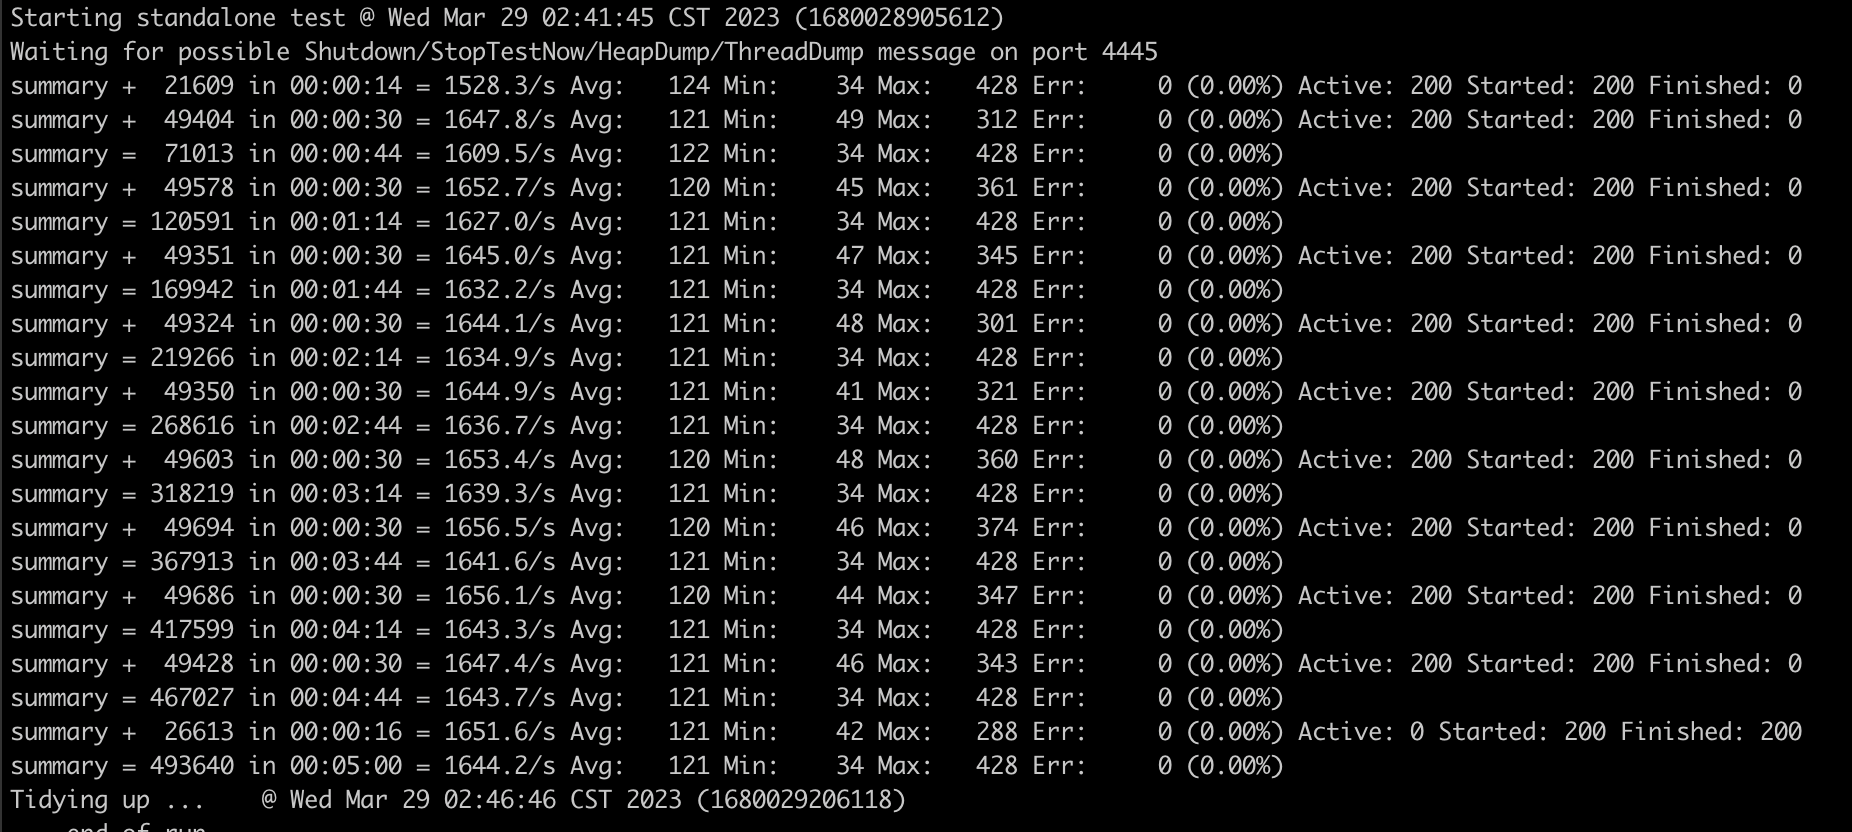 Starting standalone test @ Wed Mar 29 02:41:45 CST 2023 (1680028905612)
Waiting for possible Shutdown/StopTestNow/HeapDump/ThreadDump message on port 4445
summary +  21609 in 00:00:14 = 1528.3/s Avg:   124 Min:    34 Max:   428 Err:     0 (0.00%) Active: 200 Started: 200 Finished: 0
summary +  49404 in 00:00:30 = 1647.8/s Avg:   121 Min:    49 Max:   312 Err:     0 (0.00%) Active: 200 Started: 200 Finished: 0
summary =  71013 in 00:00:44 = 1609.5/s Avg:   122 Min:    34 Max:   428 Err:     0 (0.00%)
summary +  49578 in 00:00:30 = 1652.7/s Avg:   120 Min:    45 Max:   361 Err:     0 (0.00%) Active: 200 Started: 200 Finished: 0
summary = 120591 in 00:01:14 = 1627.0/s Avg:   121 Min:    34 Max:   428 Err:     0 (0.00%)
summary +  49351 in 00:00:30 = 1645.0/s Avg:   121 Min:    47 Max:   345 Err:     0 (0.00%) Active: 200 Started: 200 Finished: 0
summary = 169942 in 00:01:44 = 1632.2/s Avg:   121 Min:    34 Max:   428 Err:     0 (0.00%)
summary +  49324 in 00:00:30 = 1644.1/s Avg:   121 Min:    48 Max:   301 Err:     0 (0.00%) Active: 200 Started: 200 Finished: 0
summary = 219266 in 00:02:14 = 1634.9/s Avg:   121 Min:    34 Max:   428 Err:     0 (0.00%)
summary +  49350 in 00:00:30 = 1644.9/s Avg:   121 Min:    41 Max:   321 Err:     0 (0.00%) Active: 200 Started: 200 Finished: 0
summary = 268616 in 00:02:44 = 1636.7/s Avg:   121 Min:    34 Max:   428 Err:     0 (0.00%)
summary +  49603 in 00:00:30 = 1653.4/s Avg:   120 Min:    48 Max:   360 Err:     0 (0.00%) Active: 200 Started: 200 Finished: 0
summary = 318219 in 00:03:14 = 1639.3/s Avg:   121 Min:    34 Max:   428 Err:     0 (0.00%)
summary +  49694 in 00:00:30 = 1656.5/s Avg:   120 Min:    46 Max:   374 Err:     0 (0.00%) Active: 200 Started: 200 Finished: 0
summary = 367913 in 00:03:44 = 1641.6/s Avg:   121 Min:    34 Max:   428 Err:     0 (0.00%)
summary +  49686 in 00:00:30 = 1656.1/s Avg:   120 Min:    44 Max:   347 Err:     0 (0.00%) Active: 200 Started: 200 Finished: 0
summary = 417599 in 00:04:14 = 1643.3/s Avg:   121 Min:    34 Max:   428 Err:     0 (0.00%)
summary +  49428 in 00:00:30 = 1647.4/s Avg:   121 Min:    46 Max:   343 Err:     0 (0.00%) Active: 200 Started: 200 Finished: 0
summary = 467027 in 00:04:44 = 1643.7/s Avg:   121 Min:    34 Max:   428 Err:     0 (0.00%)
summary +  26613 in 00:00:16 = 1651.6/s Avg:   121 Min:    42 Max:   288 Err:     0 (0.00%) Active: 0 Started: 200 Finished: 200
summary = 493640 in 00:05:00 = 1644.2/s Avg:   121 Min:    34 Max:   428 Err:     0 (0.00%)
Tidying up ...    @ Wed Mar 29 02:46:46 CST 2023 (1680029206118)
end of run